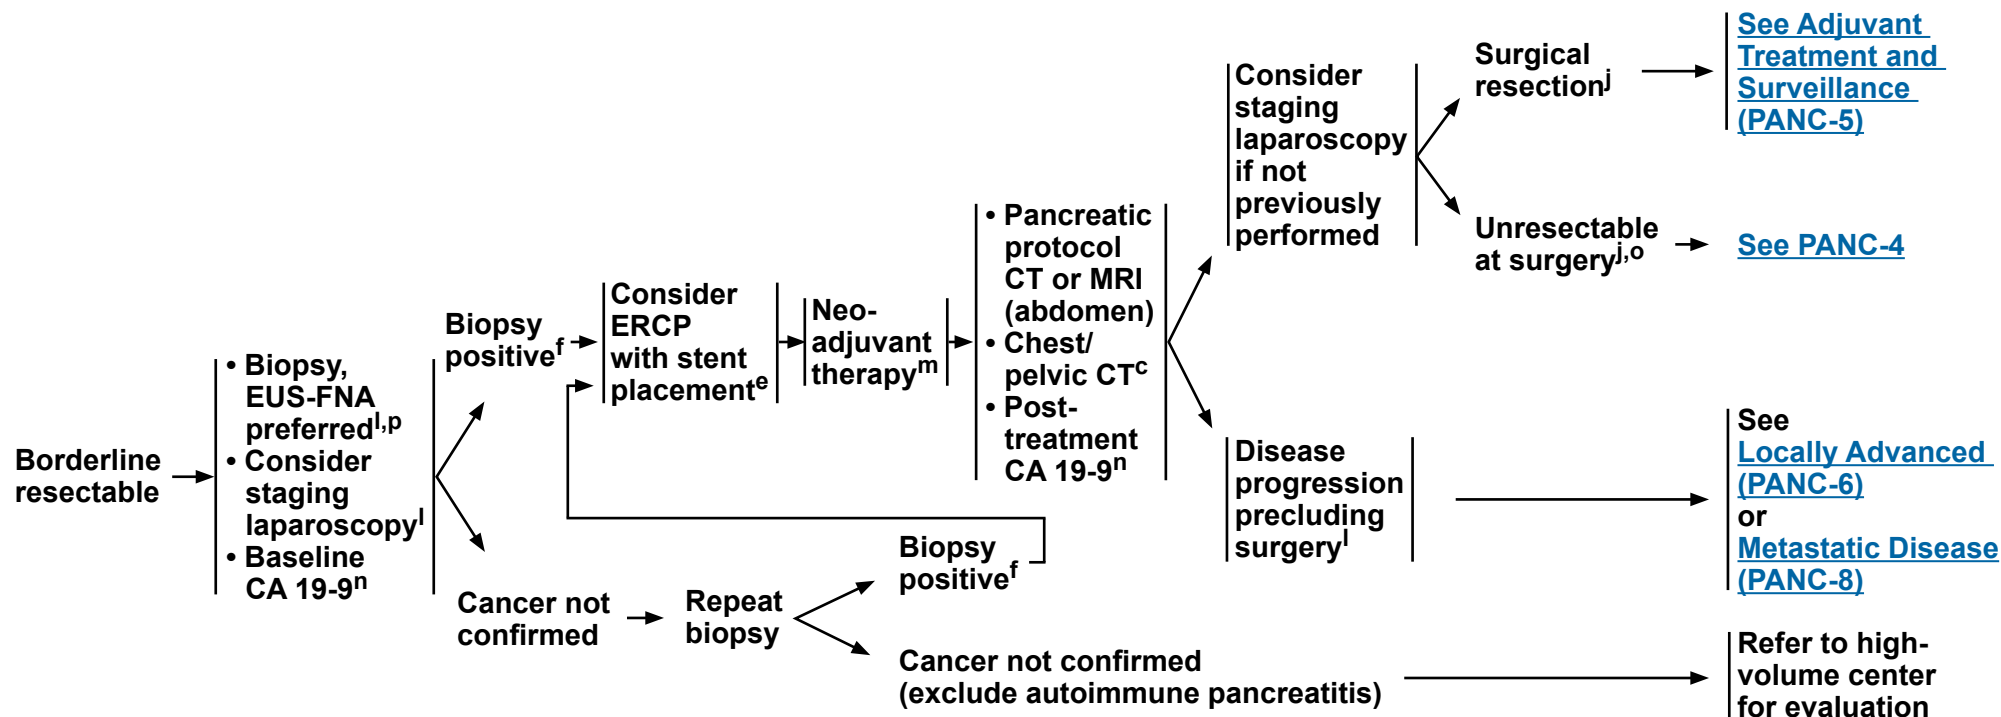 Borderline
resectable
• Biopsy,
EUS-FNA
preferredl,p
• Consider
staging
laparoscopyl
• Baseline
CA 19-9n
Biopsy
positivef
Cancer not
confirmed
Repeat
biopsy
Biopsy
positivef
Cancer not confirmed
(exclude autoimmune pancreatitis)
Refer to high-
volume center
for evaluation
Consider
ERCP
with stent
placemente
Neo-
adjuvant
therapym
• Pancreatic
protocol
CT or MRI
(abdomen)
• Chest/
pelvic CTc
• Post-
treatment
CA 19-9n
Consider
staging
laparoscopy
if not
previously
performed
Surgical
resectionj
See Adjuvant
Treatment and
Surveillance
(PANC-5)
Unresectable
at surgeryj,o
See PANC-4
Disease
progression
precluding
surgeryl
See
Locally Advanced
(PANC-6)
or
Metastatic Disease
(PANC-8)